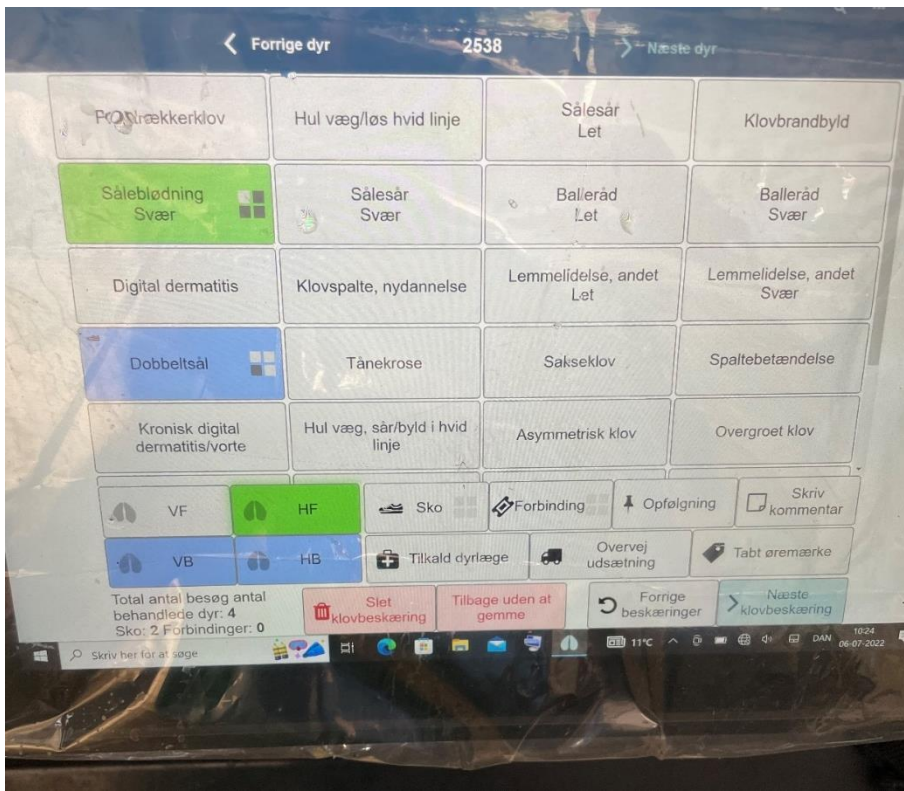 Forrige dyr
2538
Næste dyr
Hul væg/løs hvid linje
Sålesår
Let
Klovbrandbyld
Såleblødning
Svær
Sålesår
Svær
Balleråd
Let
Balleråd
Svær
Digital dermatitis
Klovspalte, nydannelse
Lemmelidelse, andet
Let
Lemmelidelse, andet
Svær
Dobbeltsål
Tånekrose
Sakseklov
Spaltebetændelse
Kronisk digital
dermatitis/vorte
Hul væg, sår/byld i hvid
linje
Asymmetrisk klov
Overgroet klov
VF
HF
Sko
Forbinding
Opfølgning
Skriv
kommentar
VB
HB
Tilkald dyrlæge
Overvej
udsætning
Tabt øremærke
Total antal besøg antal
behandlede dyr: 4
Sko: 2 Forbindinger: 0
Slet
klovbeskæring
Tilbage uden at
gemme
Forrige
beskæringer
Næste
klovbeskæring
Skriv her for at søge
11°C
DAN
10:24
06-07-2022